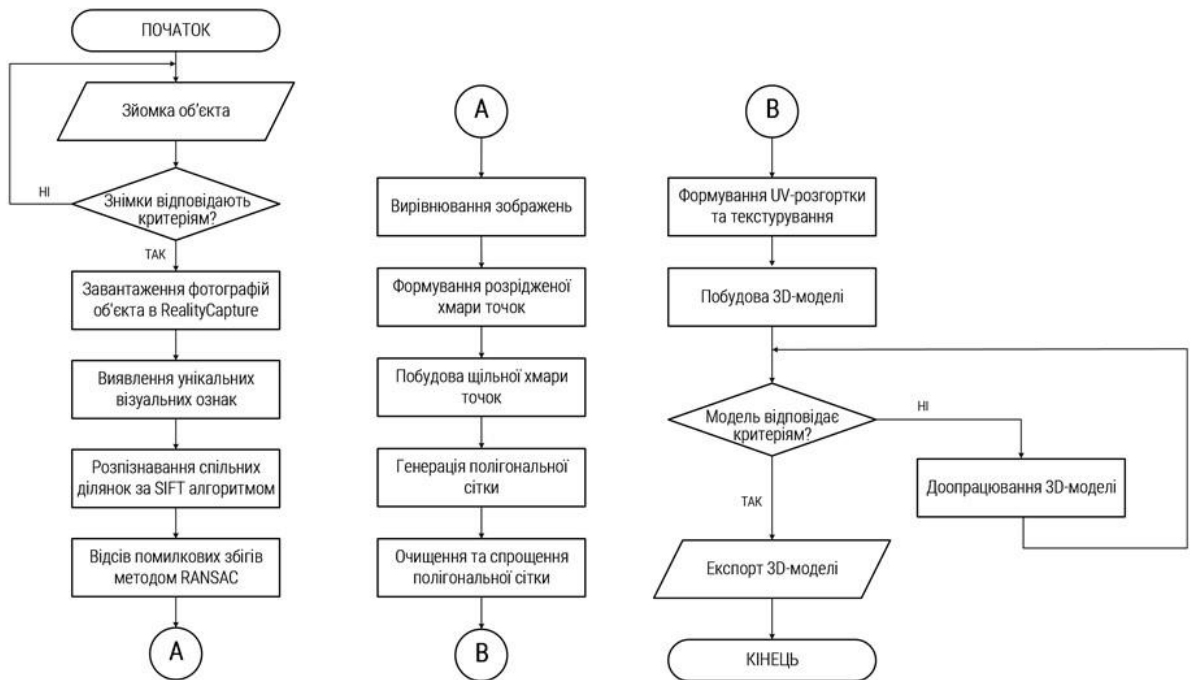 ПОЧАТОК
Зйомка об'єкта
НІ
Знімки відповідають
критеріям?
ТАК
Завантаження фотографій
об'єкта в RealityCapture
Виявлення унікальних
візуальних ознак
Розпізнавання спільних
ділянок за SIFT алгоритмом
Відсів помилкових збігів
методом RANSAC
A
A
Вирівнювання зображень
Формування розрідженої
хмари точок
Побудова щільної хмари
точок
Генерація полігональної
сітки
Очищення та спрощення
полігональної сітки
B
B
Формування UV-розгортки
та текстурування
Побудова 3D-моделі
Модель відповідає
критеріям?
НІ
Доопрацювання 3D-моделі
ТАК
Експорт 3D-моделі
КІНЕЦЬ